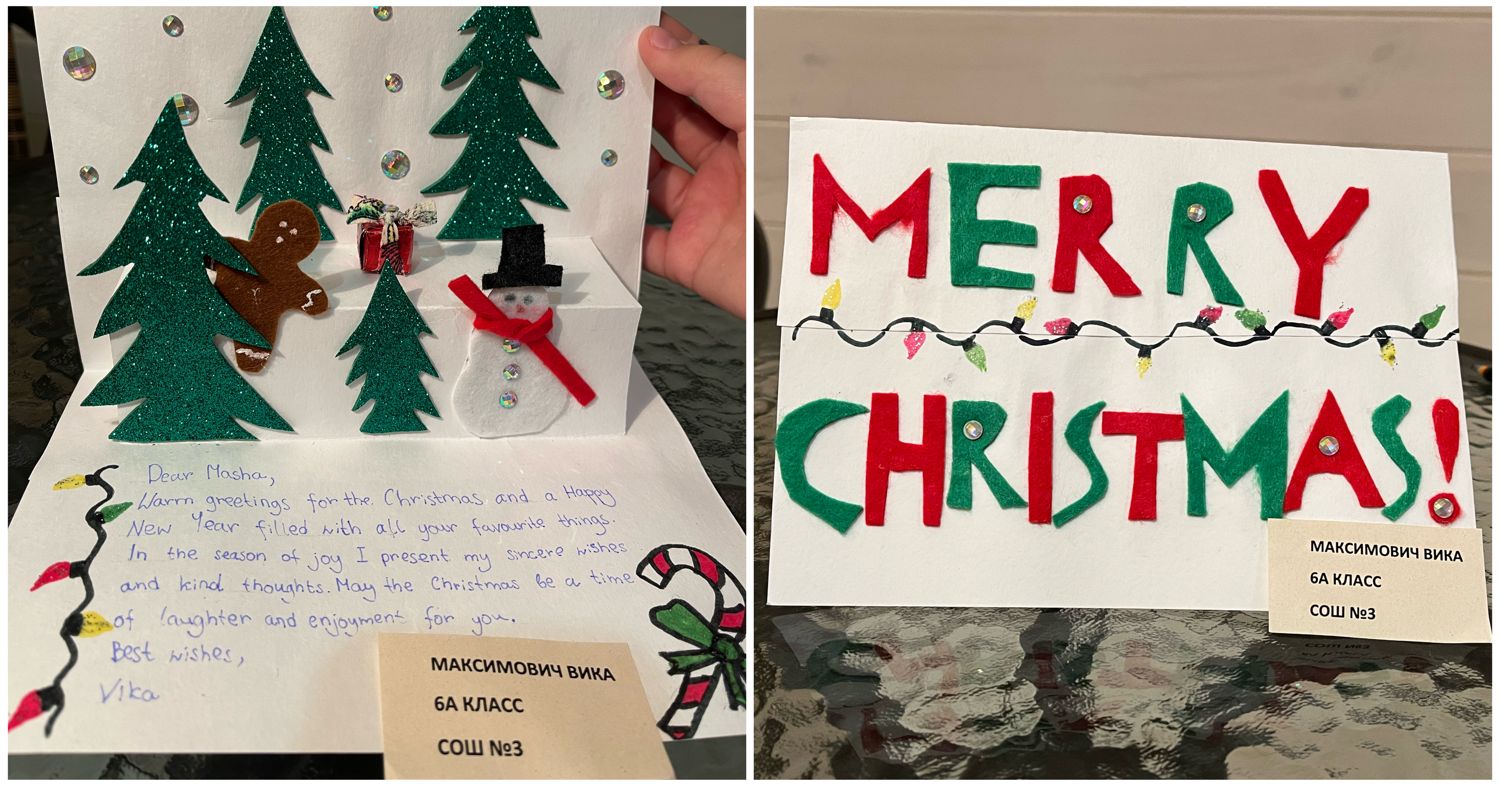 Dear Masha,
Warm greetings for the Christmas and a Happy
New Year filled with all your favourite things.
In the season of joy I present my sincere wishes
and kind thoughts. May the Christmas be a time
of laughter and enjoyment for you.
Best wishes,
Vika
МАКСИМОВИЧ ВИКА
6А КЛАСС
СОШ №3
MERRY
CHRISTMAS!
МАКСИМОВИЧ ВИКА
6А КЛАСС
СОШ №3